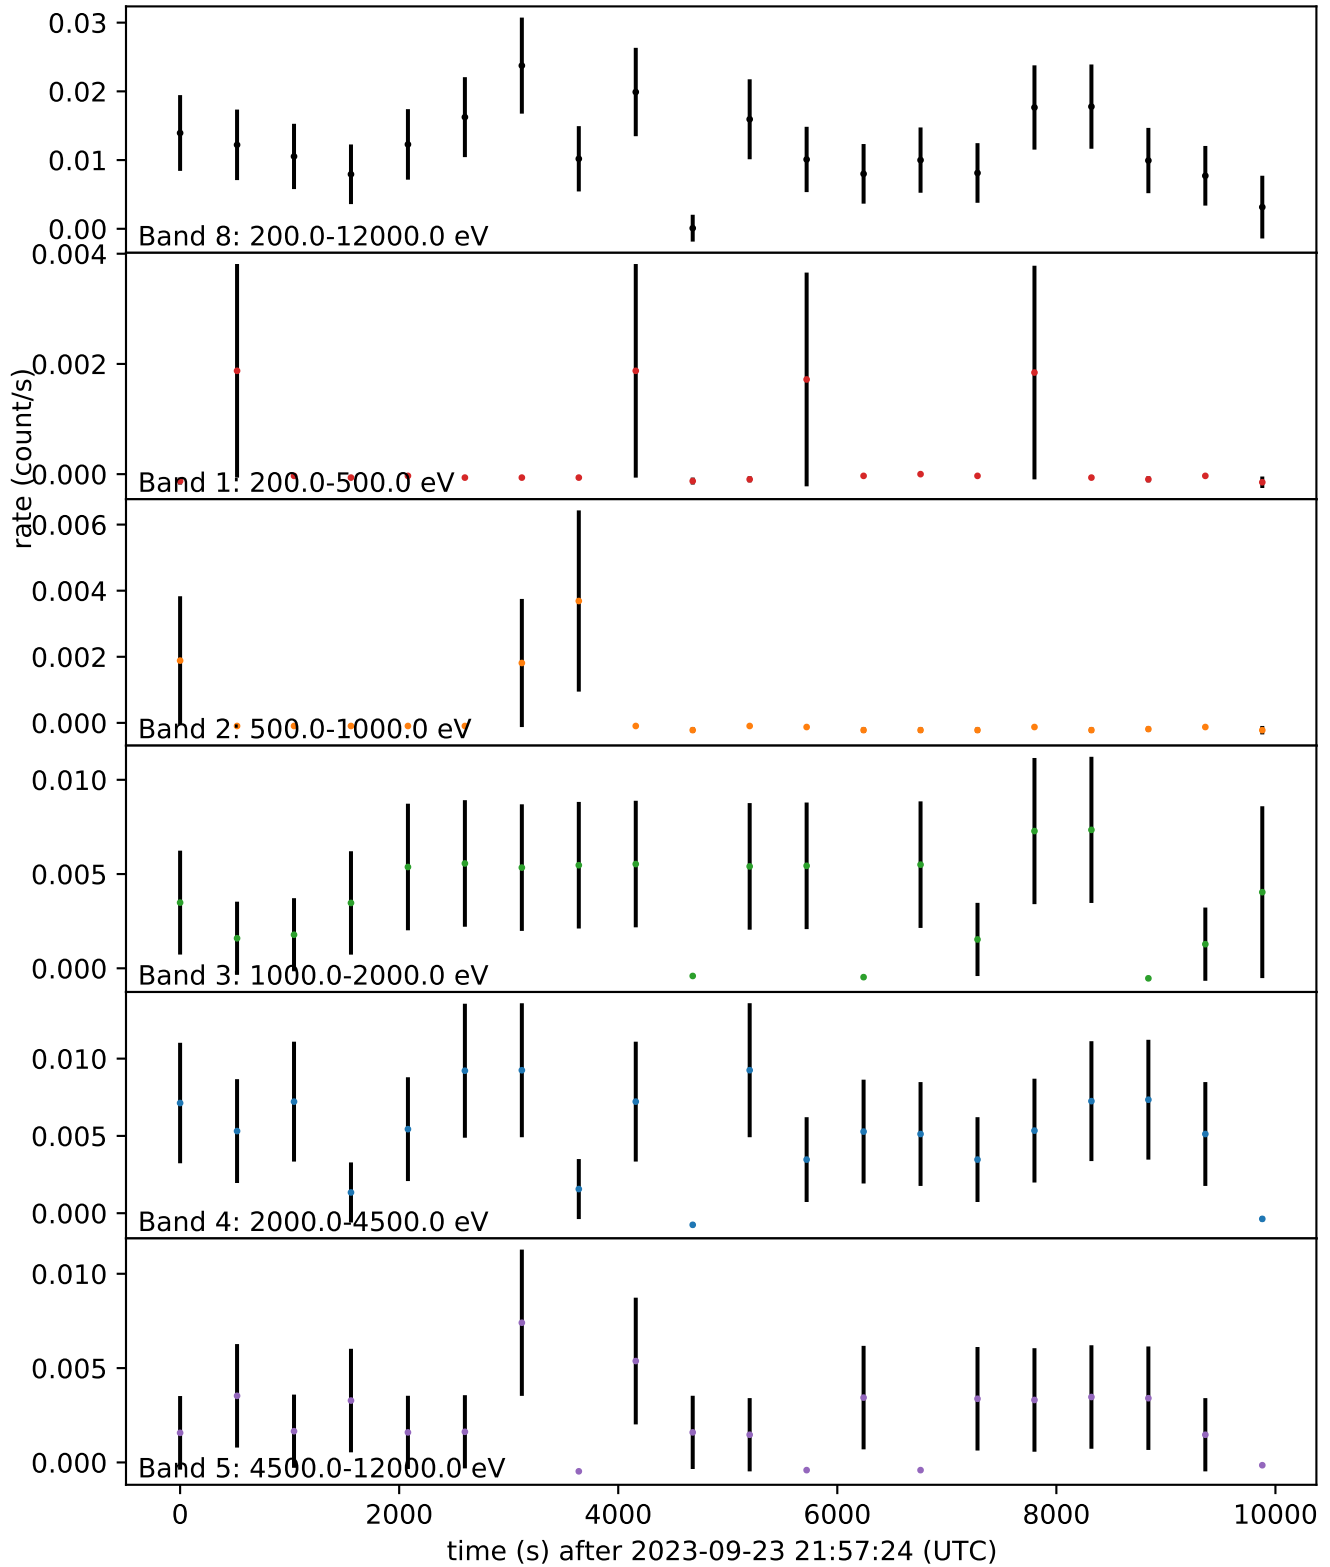 0.03
0.02
0.01
0.00
Band 8: 200.0-12000.0 eV
0.004
0.002
0.000
Band 1: 200.0-500.0 eV
rate (count/s)
0.006
0.004
0.002
0.000
Band 2: 500.0-1000.0 eV
0.010
0.005
0.000
Band 3: 1000.0-2000.0 eV
0.010
0.005
0.000
Band 4: 2000.0-4500.0 eV
0.010
0.005
0.000
Band 5: 4500.0-12000.0 eV
0 2000 4000 6000 8000 10000
time (s) after 2023-09-23 21:57:24 (UTC)